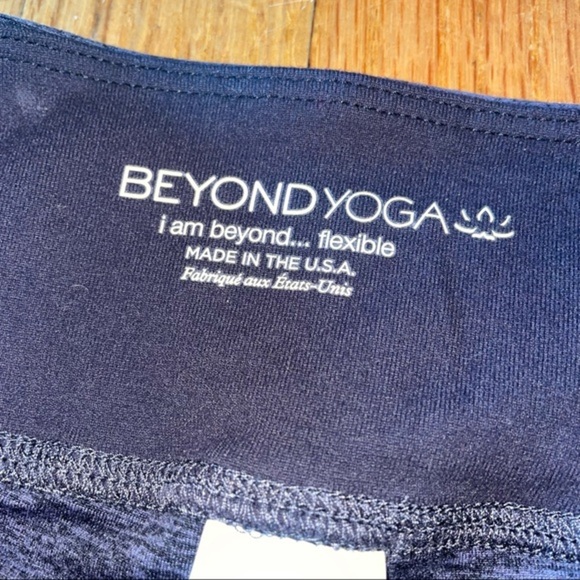 BEYOND YOGA
i am beyond... flexible
MADE IN THE U.S.A.
Fabriqué aux États-Unis